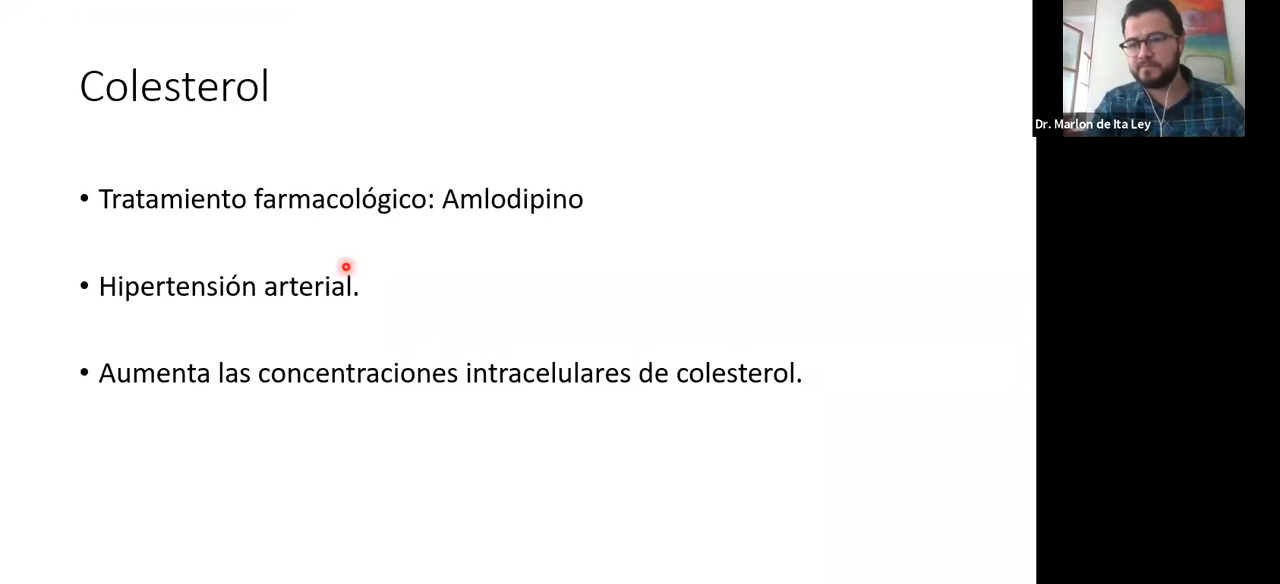 Colesterol
• Tratamiento farmacológico: Amlodipino
• Hipertensión arterial.
• Aumenta las concentraciones intracelulares de colesterol.
Dr. Marlon de Ita Ley